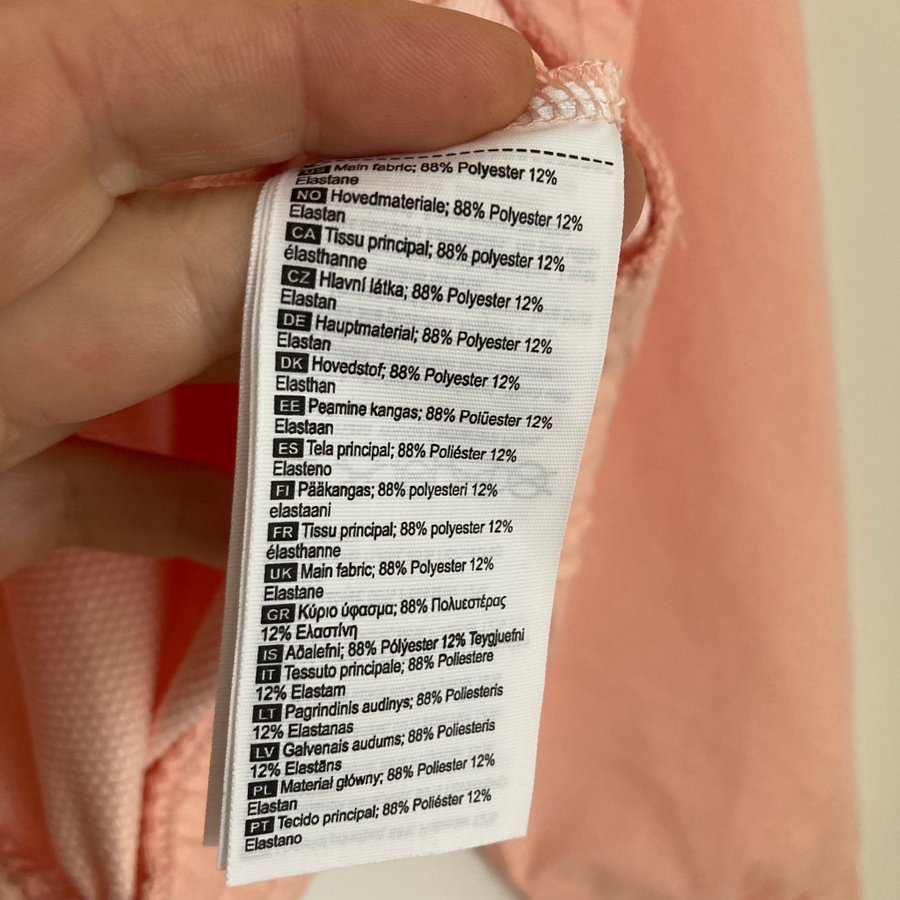 US Main fabric; 88% Polyester 12%
Elastane
NO Hovedmateriale; 88% Polyester 12%
Elastan
CA Tissu principal; 88% polyester 12%
élasthanne
CZ Hlavní látka; 88% Polyester 12%
Elastan
DE Hauptmaterial; 88% Polyester 12%
Elastan
DK Hovedstof; 88% Polyester 12%
Elasthan
EE Peamine kangas; 88% Polüester 12%
Elastaan
ES Tela principal; 88% Poliéster 12%
Elasteno
FI Pääkangas; 88% polyesteri 12%
elastaani
FR Tissu principal; 88% polyester 12%
élasthanne
UK Main fabric; 88% Polyester 12%
Elastane
GR Κύριο ύφασμα; 88% Πολυεστέρας
12% Ελαστίνη
IS Aðalefni; 88% Pólýester 12% Teygjuefni
IT Tessuto principale; 88% Poliestere
12% Elastam
LT Pagrindinis audinys; 88% Poliesteris
12% Elastanas
LV Galvenais audums; 88% Poliesteris
12% Elastāns
PL Materiał główny; 88% Poliester 12%
Elastan
PT Tecido principal; 88% Poliéster 12%
Elastano